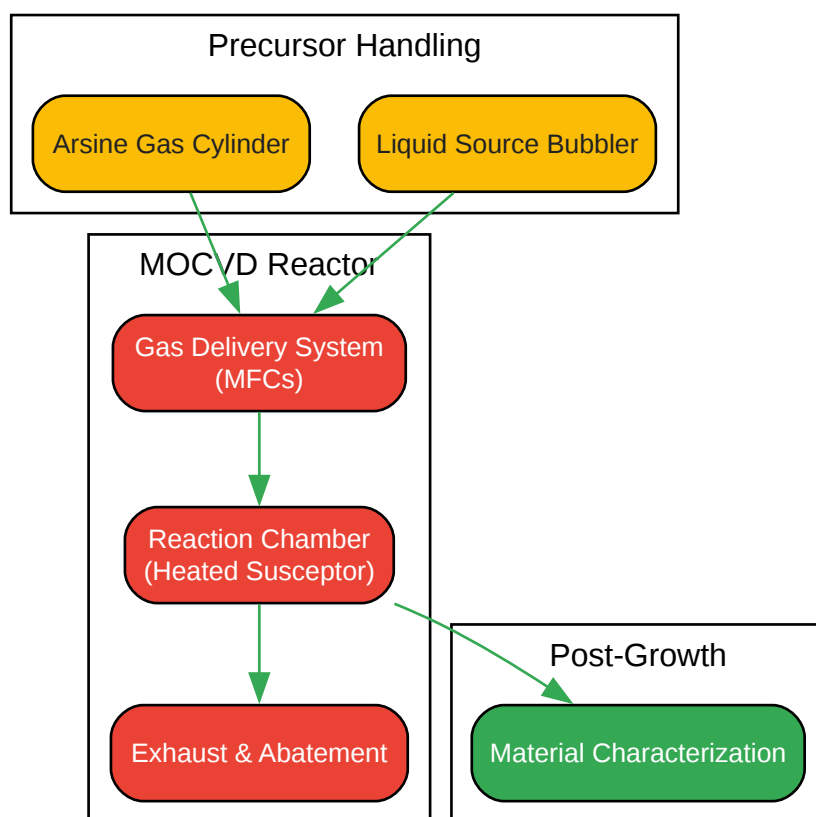 Precursor Handling
Arsine Gas Cylinder
Liquid Source Bubbler
MOCVD Reactor
Gas Delivery System
(MFCs)
Reaction Chamber
(Heated Susceptor)
Post-Growth
Exhaust & Abatement
Material Characterization